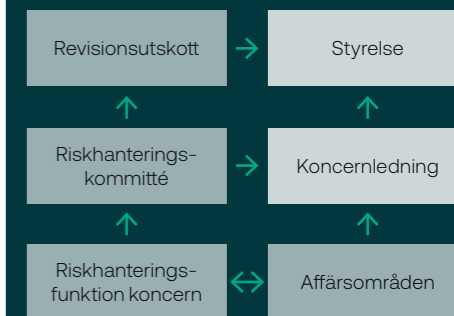 Revisionsutskott
Styrelse
Riskhanterings-
kommitté
Koncernledning
Riskhanterings-
funktion koncern
Affärsområden